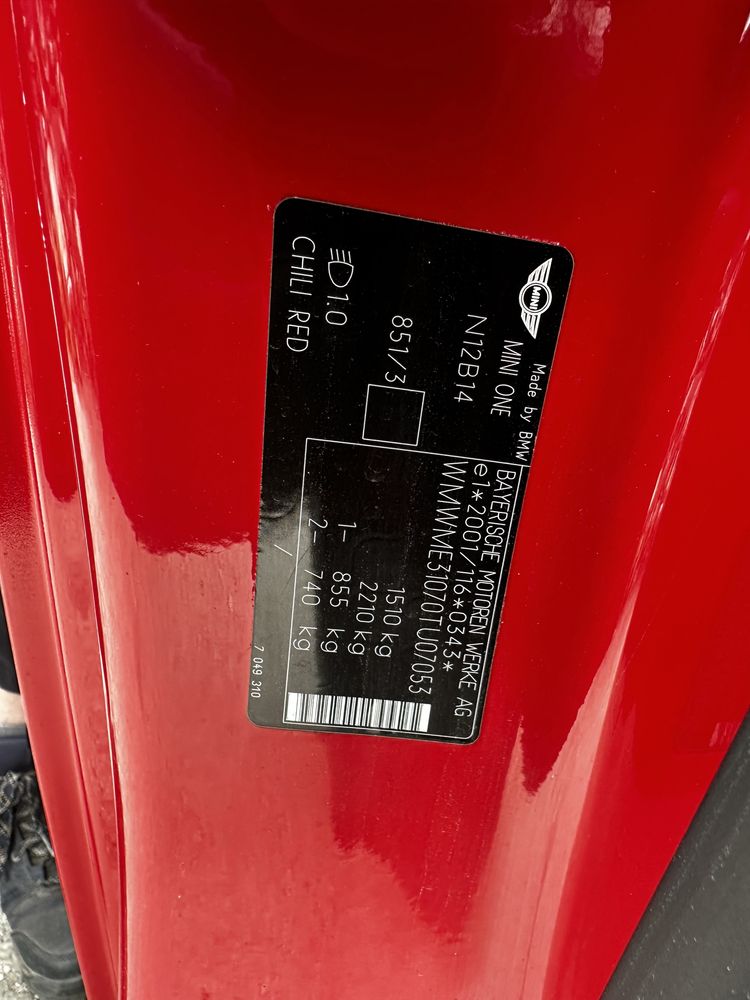 MINI
Made by BMW
MINI ONE
N12B14
851/3
1.0
CHILI RED
BAYERISCHE MOTOREN WERKE AG
e1*2001/116*0343*
WMWME31070TU07053
1510 kg
2210 kg
1- 855 kg
2- 740 kg
/
7 049 310